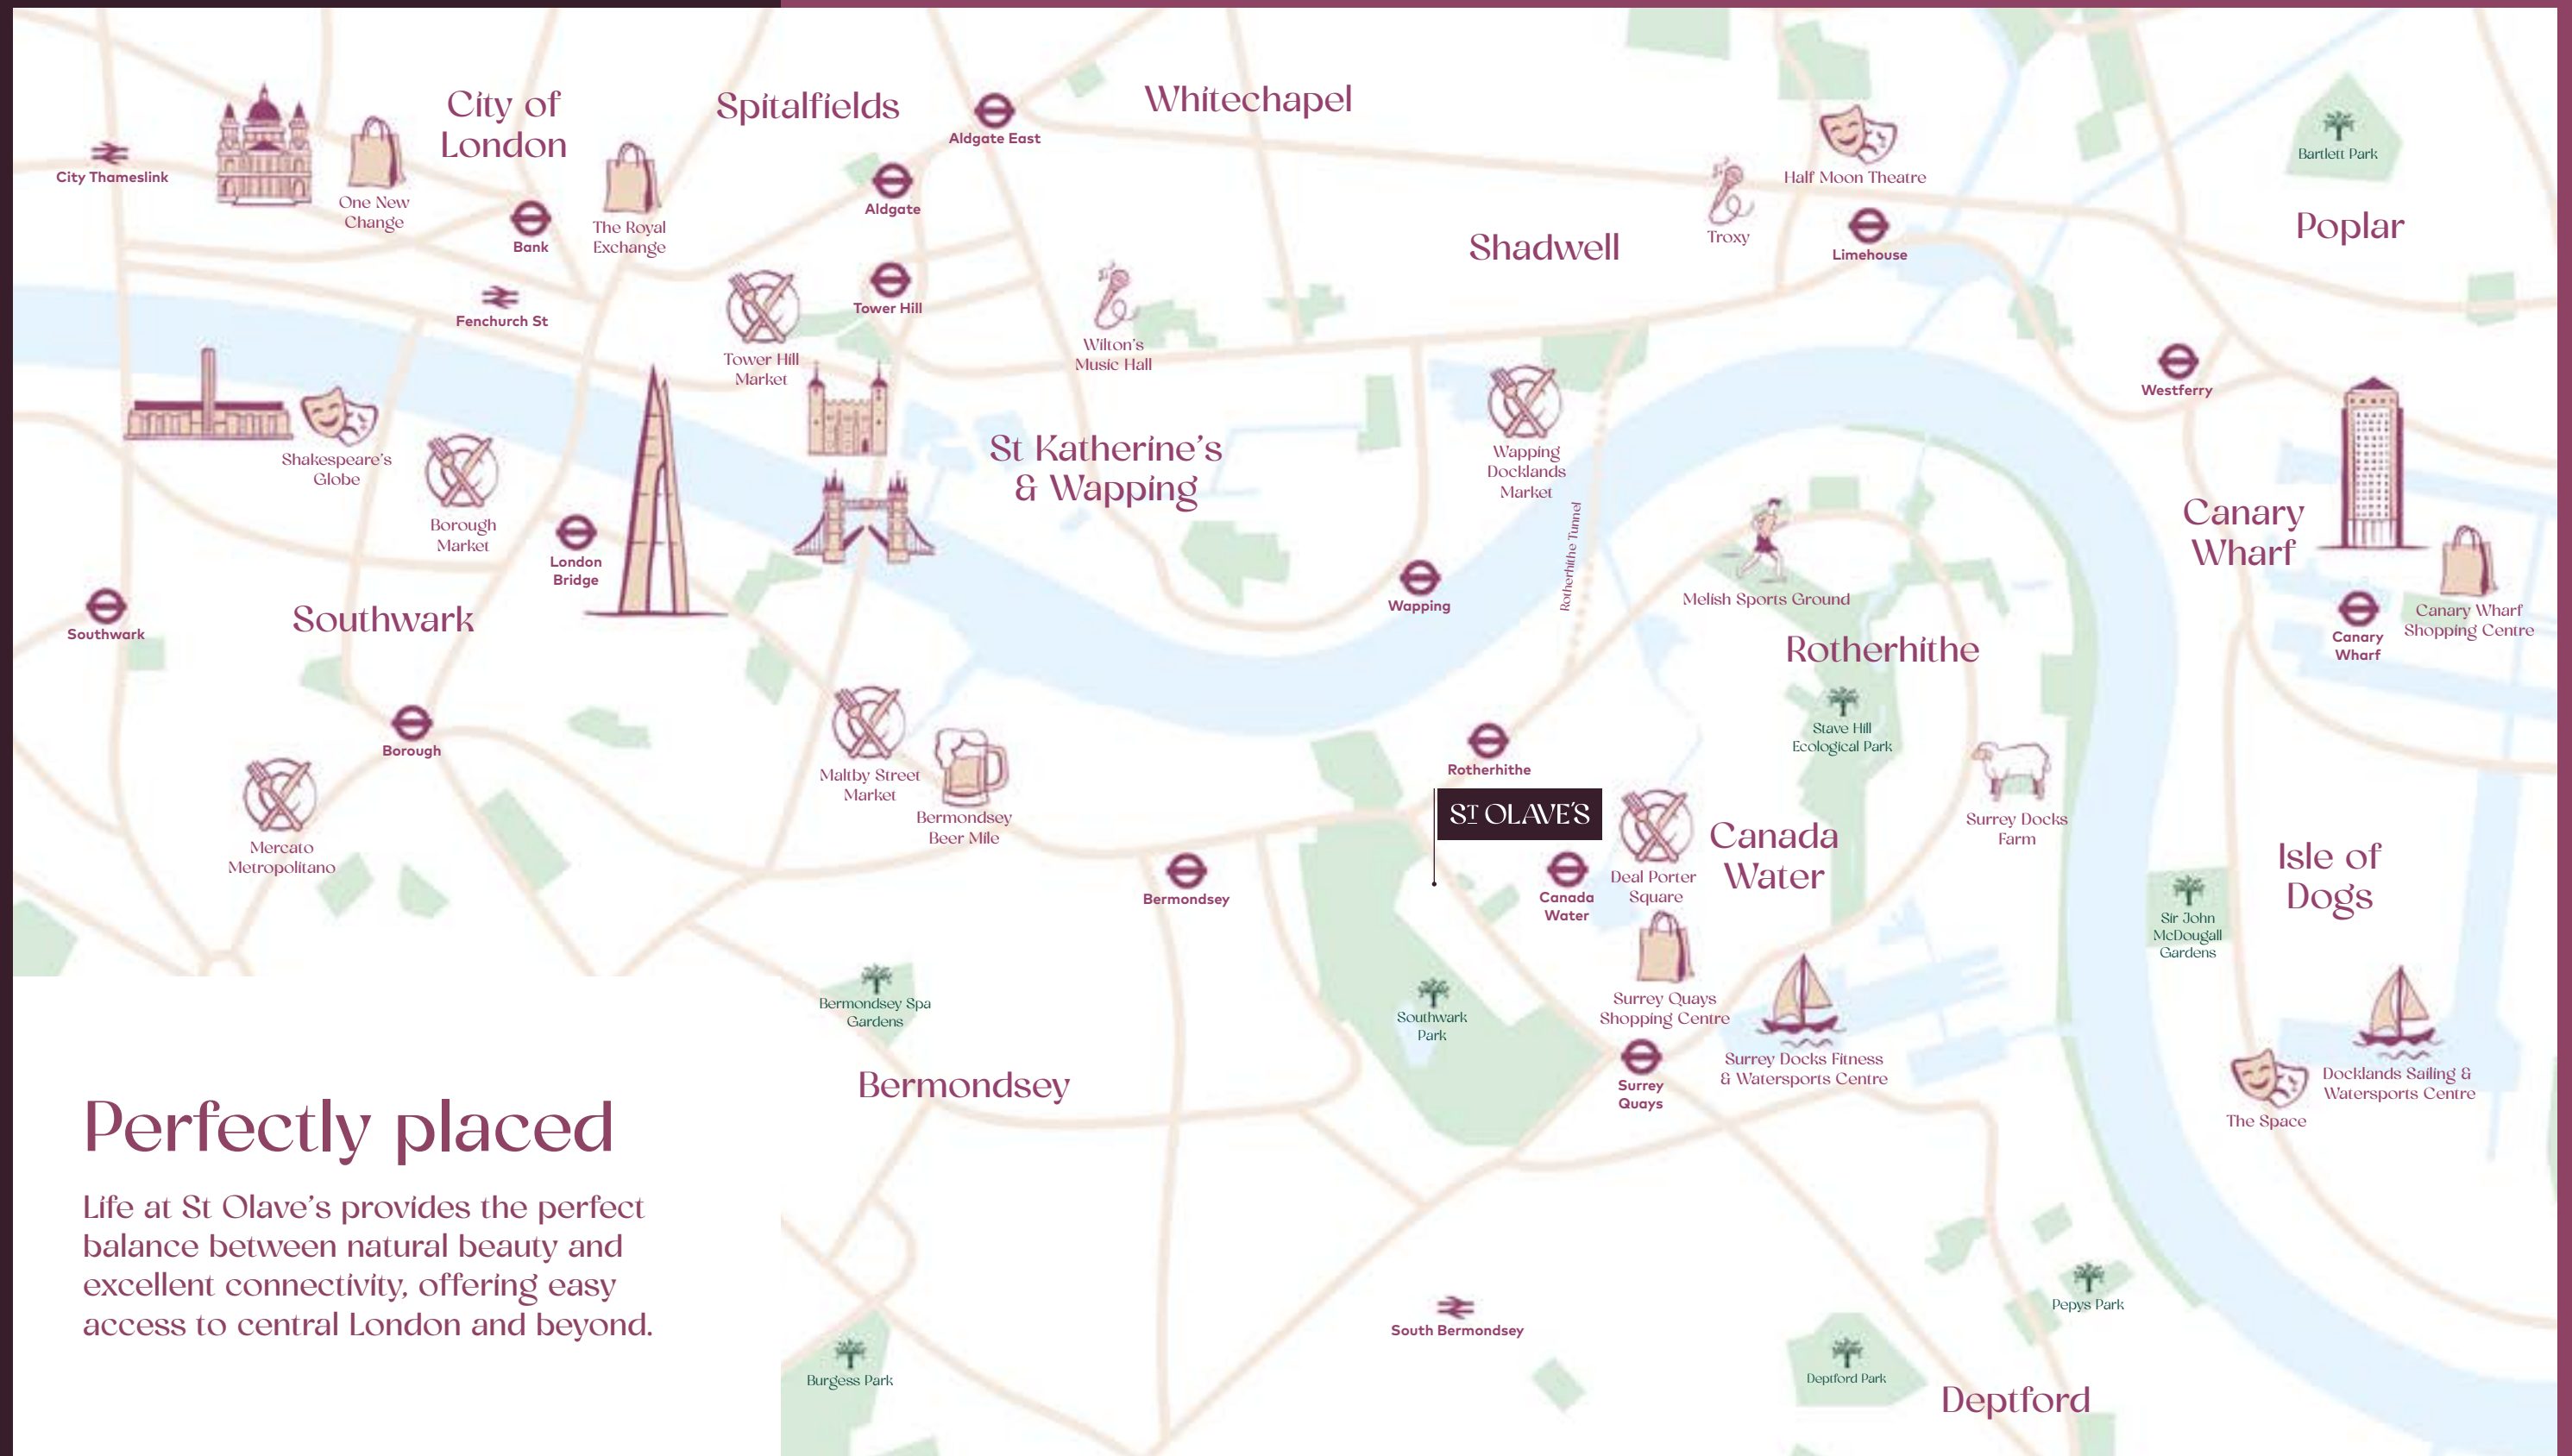 City of
London
Spitalfields
Whitechapel
Aldgate East
City Thameslink
One New
Change
Bank
The Royal
Exchange
Aldgate
Half Moon Theatre
Troxy
Limehouse
Bartlett Park
Poplar
Shadwell
Fenchurch St
Tower Hill
Tower Hill
Market
Wilton's
Music Hall
Westferry
Shakespeare's
Globe
Borough
Market
St Katherine's
& Wapping
Wapping
Docklands
Market
Rotherhithe Tunnel
London
Bridge
Southwark
Southwark
Wapping
Melish Sports Ground
Rotherhithe
Canary
Wharf
Canary
Wharf
Canary Wharf
Shopping Centre
Borough
Mercato
Metropolitano
Maltby Street
Market
Bermondsey
Beer Mile
Bermondsey
Rotherhithe
ST OLAVE'S
Stave Hill
Ecological Park
Canada
Water
Deal Porter
Square
Canada
Water
Surrey Docks
Farm
Isle of
Dogs
Sir John
McDougall
Gardens
Bermondsey Spa
Gardens
Southwark
Park
Surrey Quays
Shopping Centre
Surrey
Quays
Surrey Docks Fitness
& Watersports Centre
Docklands Sailing &
Watersports Centre
The Space
Bermondsey
Perfectly placed
Life at St Olave's provides the perfect
balance between natural beauty and
excellent connectivity, offering easy
access to central London and beyond.
South Bermondsey
Burgess Park
Pepys Park
Deptford Park
Deptford